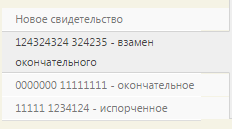 Новое свидетельство
124324324 324235 - взамен
окончательного
0000000 11111111 - окончательное
11111 1234124 - испорченное